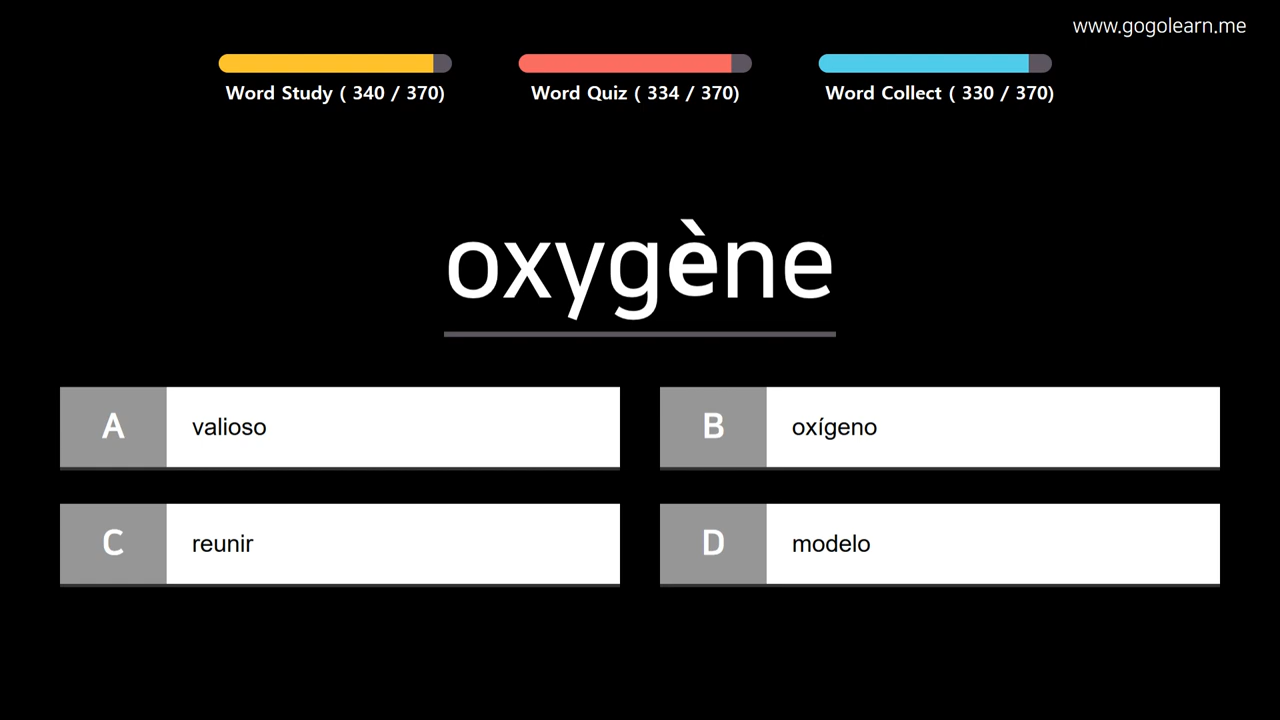 www.gogolearn.me
Word Study ( 340 / 370)
Word Quiz ( 334 / 370)
Word Collect ( 330 / 370)
oxygène
A valioso
B oxígeno
C reunir
D modelo